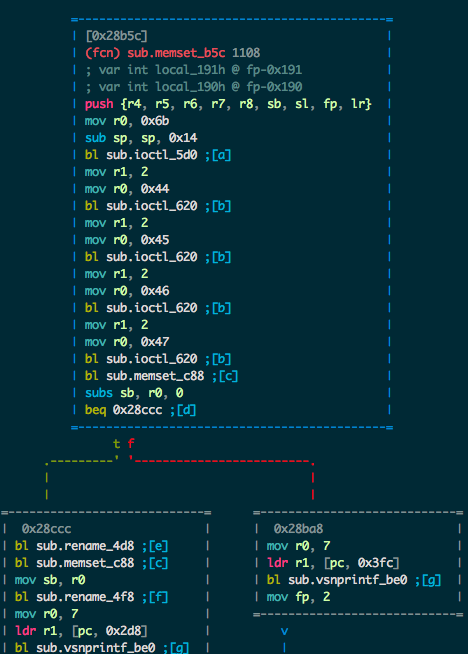 [0x28b5c]
(fcn) sub.memset_b5c 1108
; var int local_191h @ fp-0x191
; var int local_190h @ fp-0x190
push {r4, r5, r6, r7, r8, sb, sl, fp, lr}
mov r0, 0x6b
sub sp, sp, 0x14
bl sub.ioctl_5d0 ;[a]
mov r1, 2
mov r0, 0x44
bl sub.ioctl_620 ;[b]
mov r1, 2
mov r0, 0x45
bl sub.ioctl_620 ;[b]
mov r1, 2
mov r0, 0x46
bl sub.ioctl_620 ;[b]
mov r1, 2
mov r0, 0x47
bl sub.ioctl_620 ;[b]
bl sub.memset_c88 ;[c]
subs sb, r0, 0
beq 0x28ccc ;[d]
t f
0x28ccc
bl sub.rename_4d8 ;[e]
bl sub.memset_c88 ;[c]
mov sb, r0
bl sub.rename_4f8 ;[f]
mov r0, 7
ldr r1, [pc, 0x2d8]
bl sub.vsnprintf_be0 ;[g]
0x28ba8
mov r0, 7
ldr r1, [pc, 0x3fc]
bl sub.vsnprintf_be0 ;[g]
mov fp, 2
v